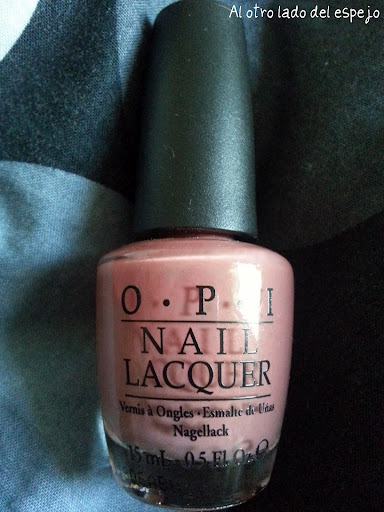 Al otro lado del espejo
O · P · I
NAIL
LACQUER
Vernis à Ongles · Esmalte de Uñas
Nagellack
15 mL · 0.5 Fl. Oz. ℮